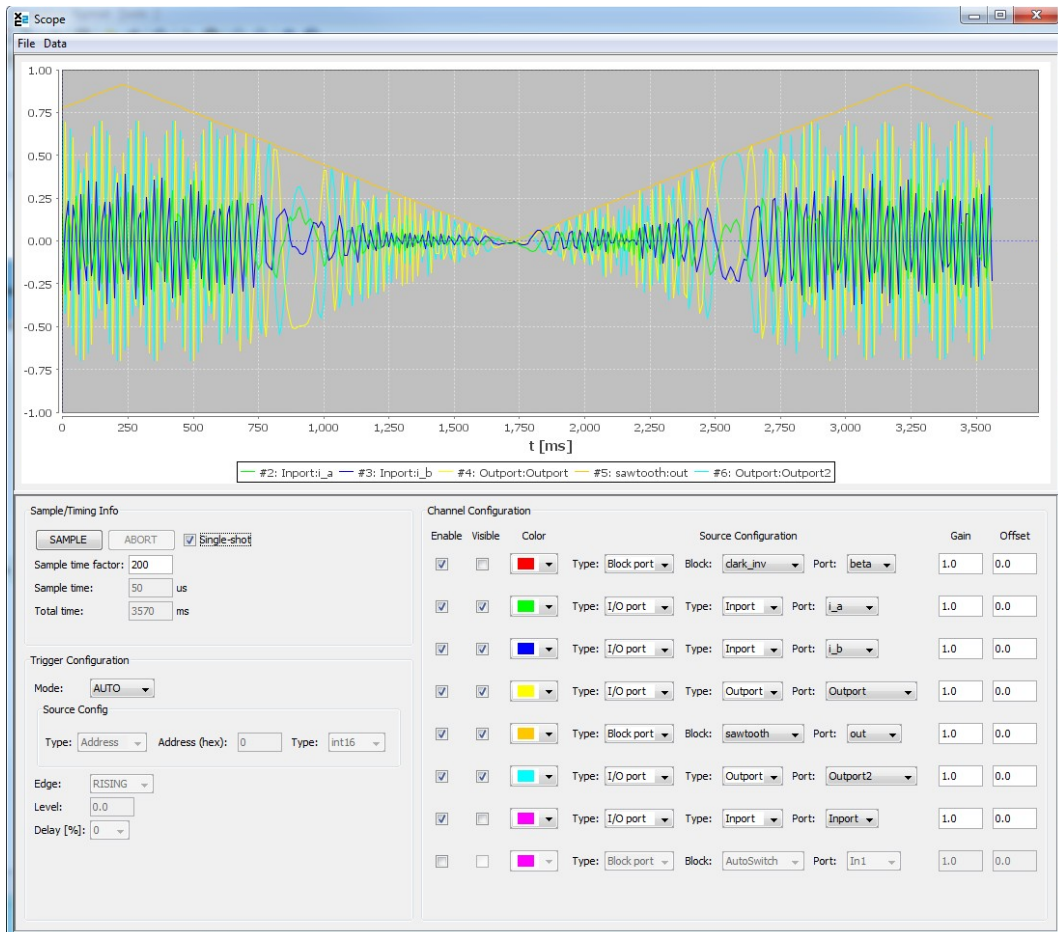 Scope
File Data
1.00
0.75
0.50
0.25
0.00
-0.25
-0.50
-0.75
-1.00
0 250 500 750 1,000 1,250 1,500 1,750 2,000 2,250 2,500 2,750 3,000 3,250 3,500
t [ms]
#2: Inport:i_a #3: Inport:i_b #4: Outport:Outport #5: sawtooth:out #6: Outport:Outport2
Sample/Timing Info
SAMPLE ABORT Single-shot
Sample time factor: 200
Sample time: 50 us
Total time: 3570 ms
Trigger Configuration
Mode: AUTO
Source Config
Type: Address Address (hex): 0 Type: int16
Edge: RISING
Level: 0.0
Delay [%]: 0
Channel Configuration
Enable Visible Color Source Configuration Gain Offset
Type: Block port Block: clark_inv Port: beta 1.0 0.0
Type: I/O port Type: Inport Port: i_a 1.0 0.0
Type: I/O port Type: Inport Port: i_b 1.0 0.0
Type: I/O port Type: Outport Port: Outport 1.0 0.0
Type: Block port Block: sawtooth Port: out 1.0 0.0
Type: I/O port Type: Outport Port: Outport2 1.0 0.0
Type: I/O port Type: Inport Port: Inport 1.0 0.0
Type: Block port Block: AutoSwitch Port: In1 1.0 0.0